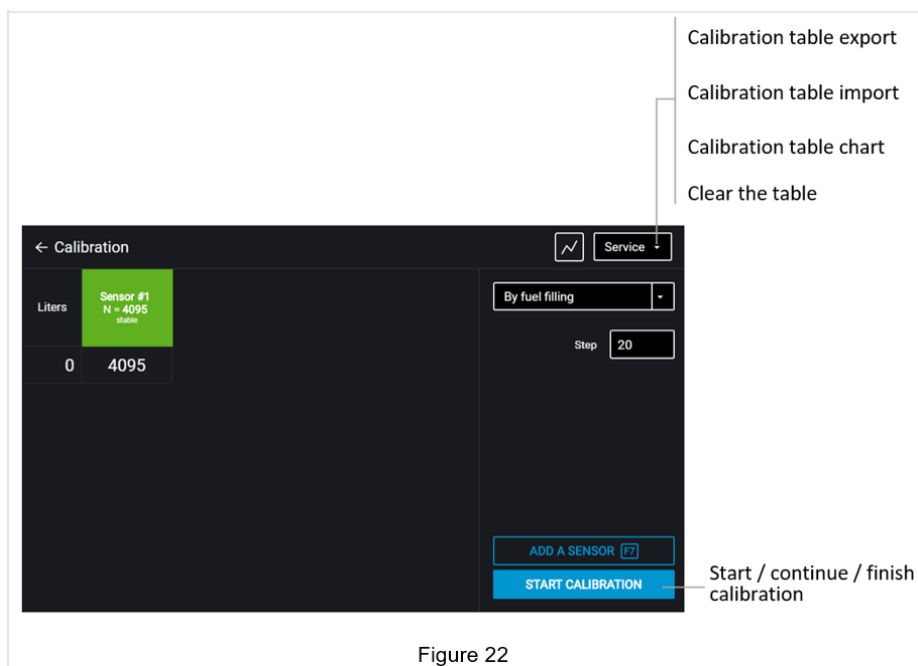 Calibration table export
Calibration table import
Calibration table chart
Clear the table
← Calibration
Service
Liters
Sensor #1
N = 4095
stable
By fuel filling
Step 20
0 4095
ADD A SENSOR F7
START CALIBRATION
Start / continue / finish
calibration
Figure 22